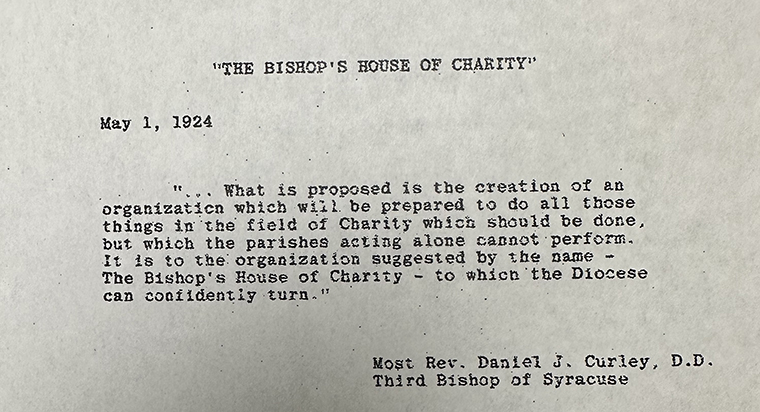 "THE BISHOP'S HOUSE OF CHARITY"
May 1, 1924
"... What is proposed is the creation of an
organization which will be prepared to do all those
things in the field of Charity which should be done,
but which the parishes acting alone cannot perform.
It is to the organization suggested by the name -
The Bishop's House of Charity - to which the Diocese
can confidently turn."
Most Rev. Daniel J. Curley, D.D.
Third Bishop of Syracuse